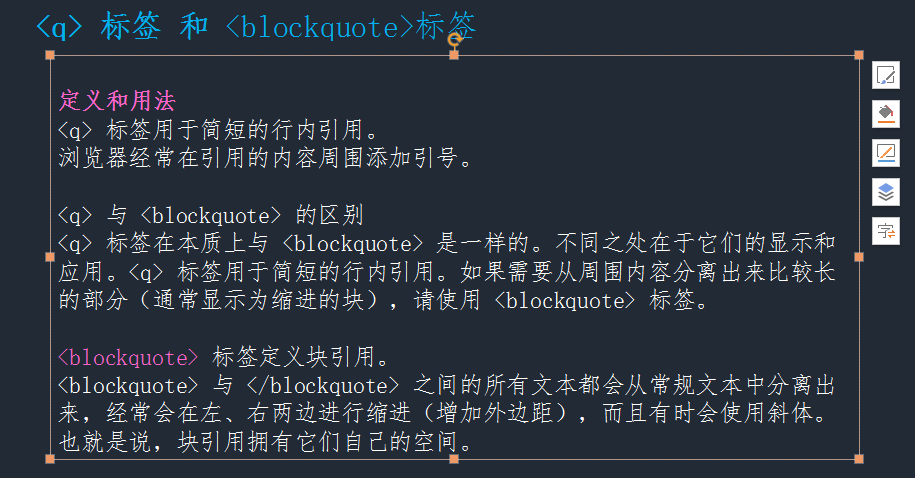 <q> 标签 和 <blockquote>标签
定义和用法
<q> 标签用于简短的行内引用。
浏览器经常在引用的内容周围添加引号。
<q> 与 <blockquote> 的区别
<q> 标签在本质上与 <blockquote> 是一样的。不同之处在于它们的显示和
应用。<q> 标签用于简短的行内引用。如果需要从周围内容分离出来比较长
的部分（通常显示为缩进的块），请使用 <blockquote> 标签。
<blockquote> 标签定义块引用。
<blockquote> 与 </blockquote> 之间的所有文本都会从常规文本中分离出
来，经常会在左、右两边进行缩进（增加外边距），而且有时会使用斜体。
也就是说，块引用拥有它们自己的空间。
字